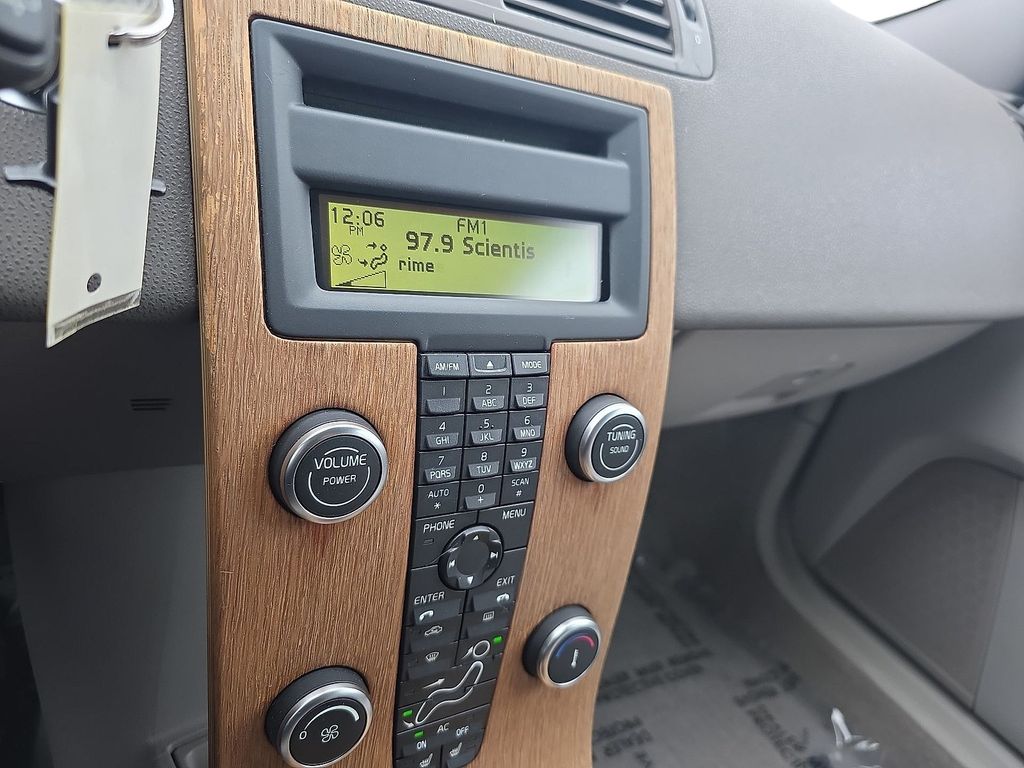 12:06
PM
FM1
97.9 Scientis
rime
AM/FM
MODE
1
2
ABC
3
DEF
4
GHI
.5.
JKL
6
MNO
7
PQRS
8
TUV
9
WXYZ
AUTO
*
0
+
SCAN
#
VOLUME
POWER
TUNING
SOUND
PHONE
MENU
ENTER
EXIT
AC
ON
OFF
0